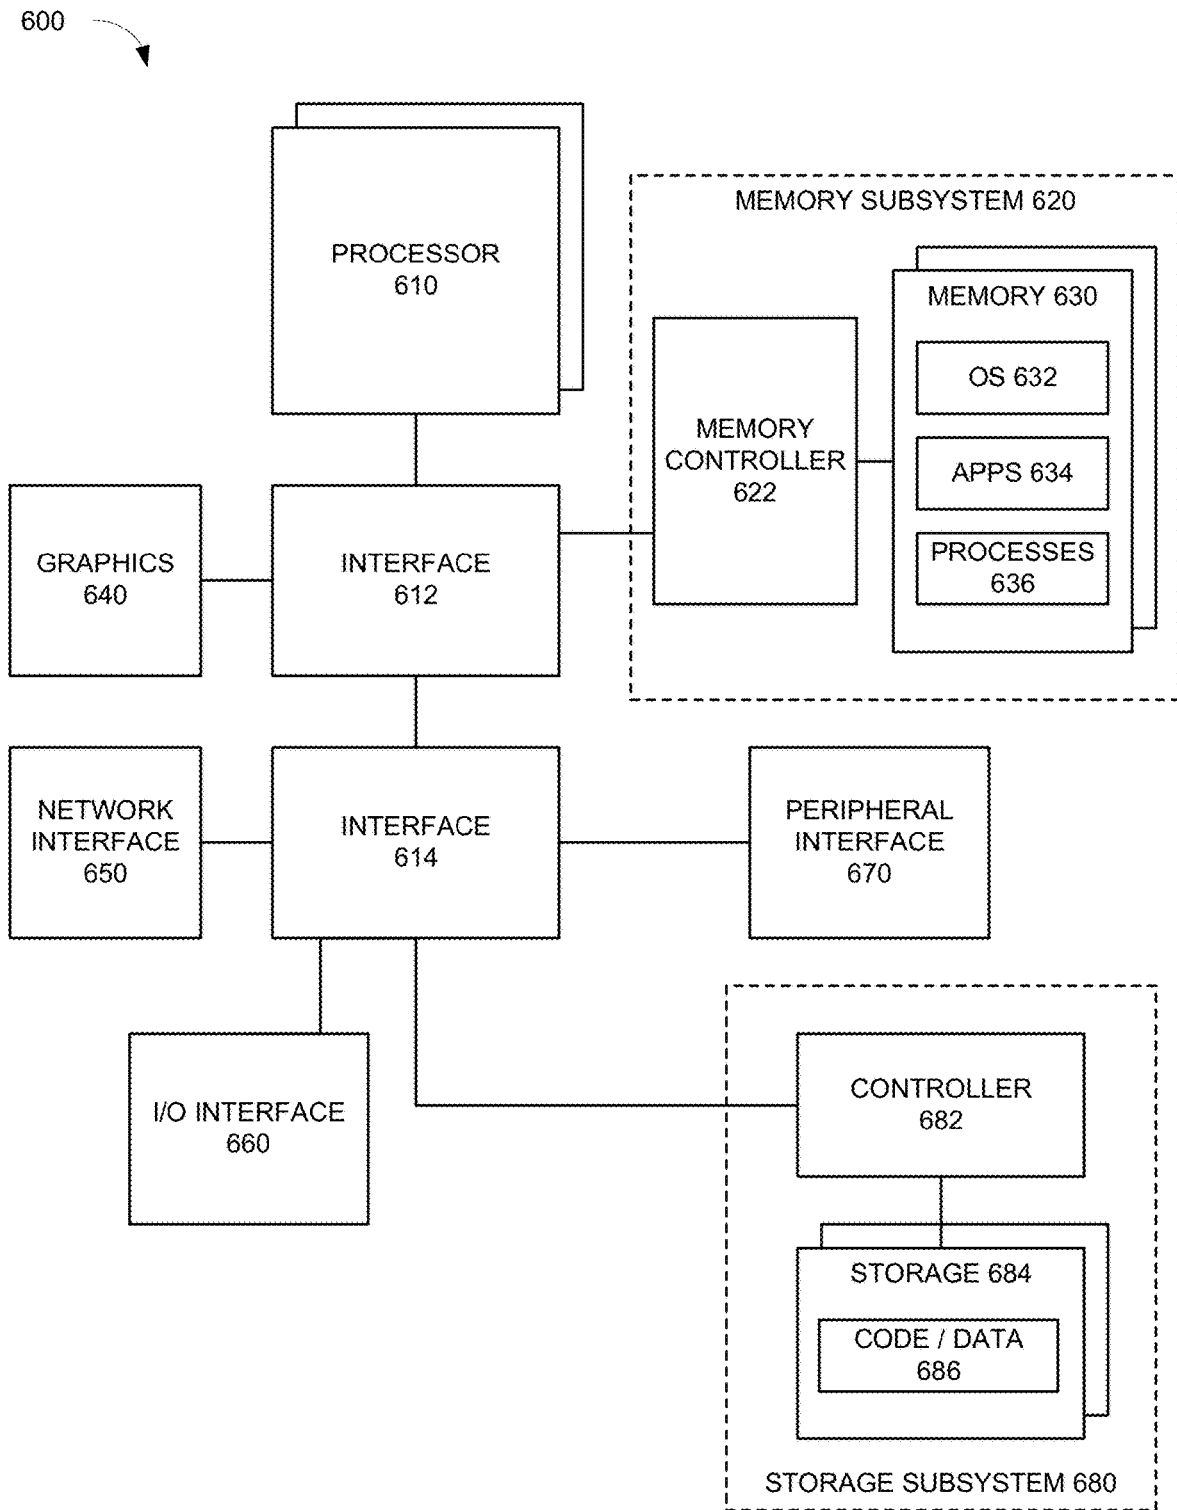 600
PROCESSOR
610
MEMORY SUBSYSTEM 620
MEMORY 630
OS 632
APPS 634
PROCESSES
636
MEMORY
CONTROLLER
622
GRAPHICS
640
INTERFACE
612
NETWORK
INTERFACE
650
INTERFACE
614
PERIPHERAL
INTERFACE
670
I/O INTERFACE
660
CONTROLLER
682
STORAGE 684
CODE / DATA
686
STORAGE SUBSYSTEM 680